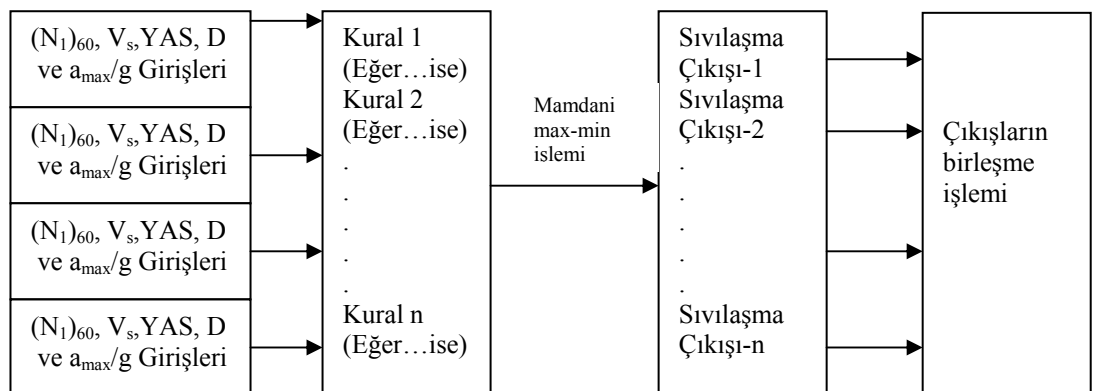 (N₁)₆₀, Vₛ,YAS, D
ve aₘₐₓ/g Girişleri
(N₁)₆₀, Vₛ,YAS, D
ve aₘₐₓ/g Girişleri
(N₁)₆₀, Vₛ,YAS, D
ve aₘₐₓ/g Girişleri
(N₁)₆₀, Vₛ,YAS, D
ve aₘₐₓ/g Girişleri
Kural 1
(Eğer…ise)
Kural 2
(Eğer…ise)
.
.
.
.
.
Kural n
(Eğer…ise)
Mamdani
max-min
işlemi
Sıvılaşma
Çıkışı-1
Sıvılaşma
Çıkışı-2
.
.
.
.
.
Sıvılaşma
Çıkışı-n
Çıkışların
birleşme
işlemi